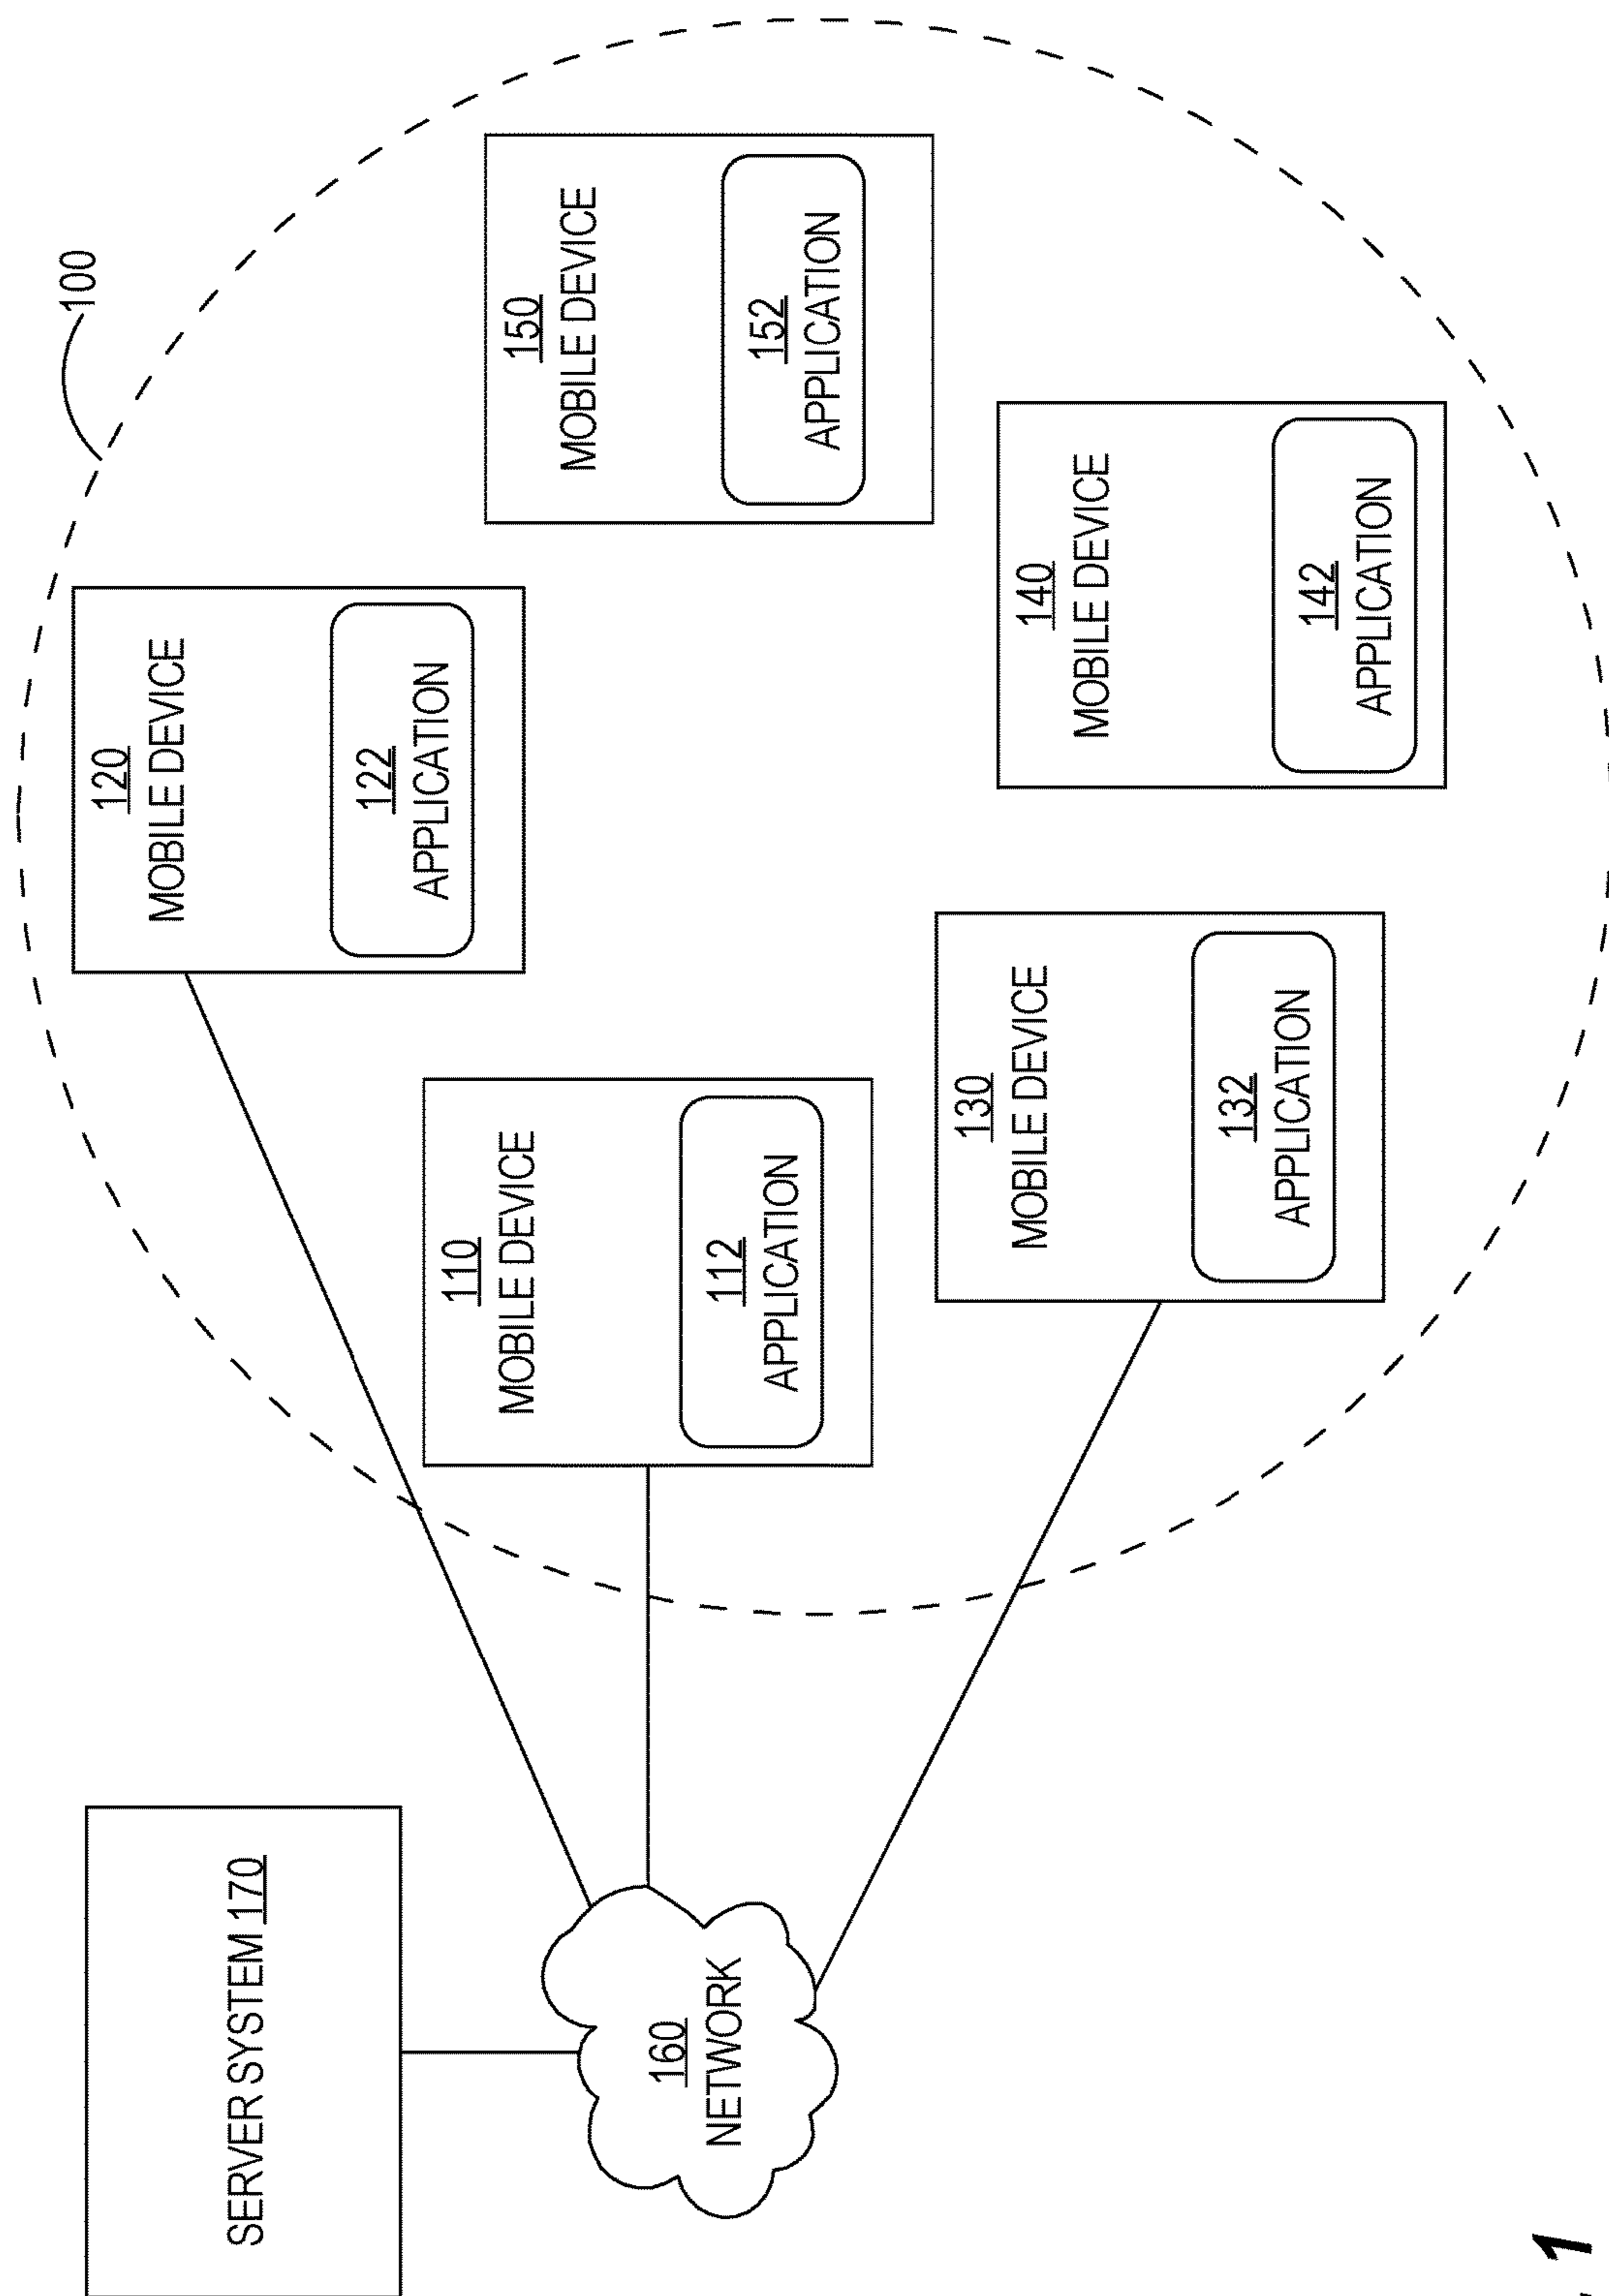 100
120
MOBILE DEVICE
122
APPLICATION
SERVER SYSTEM 170
110
MOBILE DEVICE
112
APPLICATION
150
MOBILE DEVICE
152
APPLICATION
160
NETWORK
130
MOBILE DEVICE
132
APPLICATION
140
MOBILE DEVICE
142
APPLICATION
1